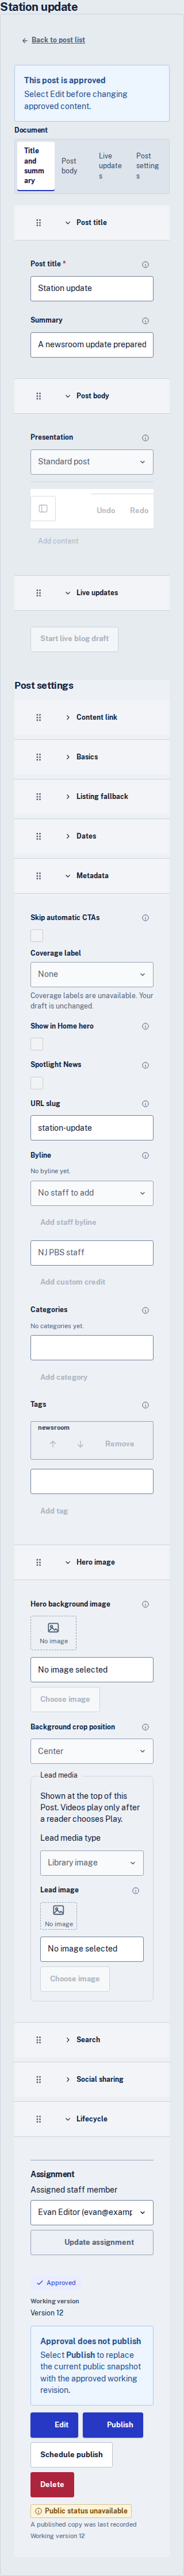 Station update
Back to post list
This post is approved
Select Edit before changing
approved content.
Document
Title
and
summ
ary
Post
body
Live
update
s
Post
setting
s
Post title
Post title *
Station update
Summary
A newsroom update prepared
Post body
Presentation
Standard post
Undo
Redo
Add content
Live updates
Start live blog draft
Post settings
Content link
Basics
Listing fallback
Dates
Metadata
Skip automatic CTAs
Coverage label
None
Coverage labels are unavailable. Your
draft is unchanged.
Show in Home hero
Spotlight News
URL slug
station-update
Byline
No byline yet.
No staff to add
Add staff byline
NJ PBS staff
Add custom credit
Categories
No categories yet.
Add category
Tags
newsroom
Remove
Add tag
Hero image
Hero background image
No image
No image selected
Choose image
Background crop position
Center
Lead media
Shown at the top of this
Post. Videos play only after
a reader chooses Play.
Lead media type
Library image
Lead image
No image
No image selected
Choose image
Search
Social sharing
Lifecycle
Assignment
Assigned staff member
Evan Editor (evan@examp
Update assignment
Approved
Working version
Version 12
Approval does not publish
Select Publish to replace
the current public snapshot
with the approved working
revision.
Edit
Publish
Schedule publish
Delete
Public status unavailable
A published copy was last recorded
Working version 12